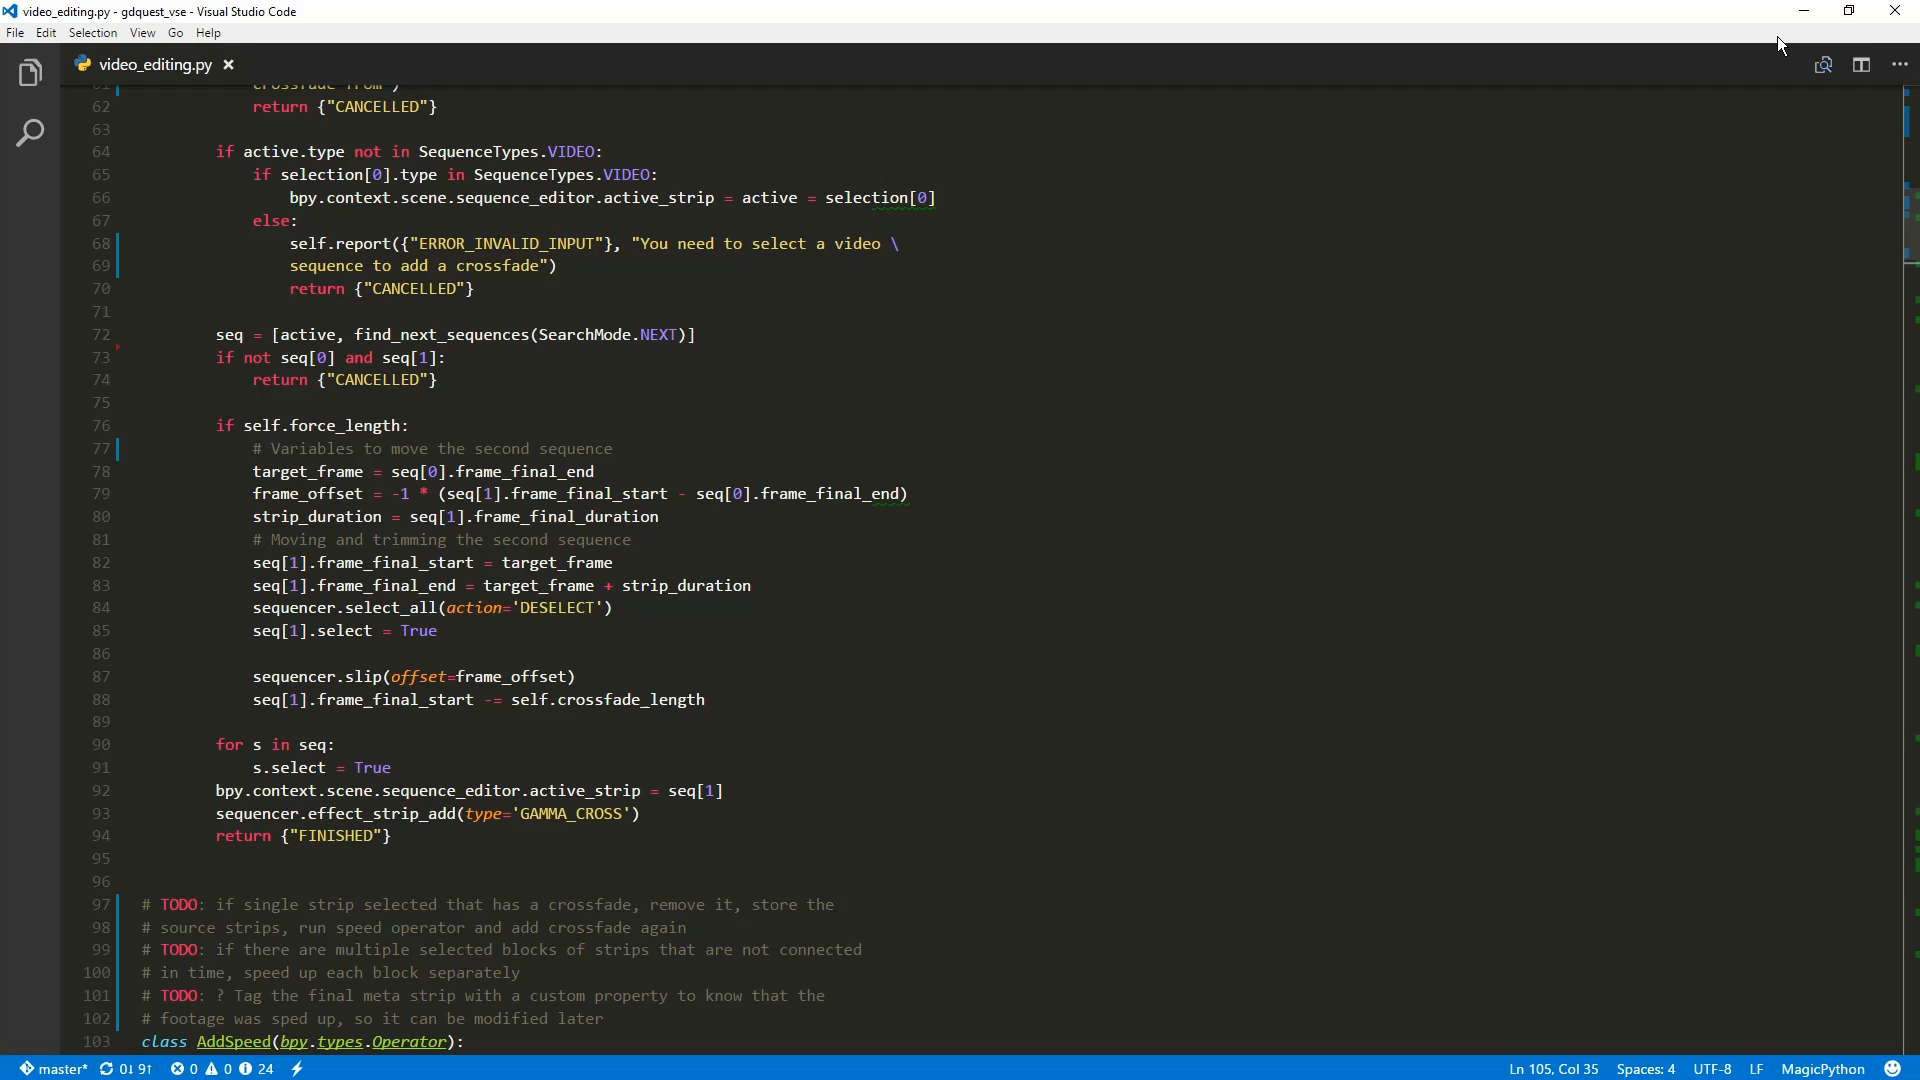 video_editing.py - gdquest_vse - Visual Studio Code
File Edit Selection View Go Help
video_editing.py
61 crossfade from")
62 return {"CANCELLED"}
63
64 if active.type not in SequenceTypes.VIDEO:
65 if selection[0].type in SequenceTypes.VIDEO:
66 bpy.context.scene.sequence_editor.active_strip = active = selection[0]
67 else:
68 self.report({"ERROR_INVALID_INPUT"}, "You need to select a video \
69 sequence to add a crossfade")
70 return {"CANCELLED"}
71
72 seq = [active, find_next_sequences(SearchMode.NEXT)]
73 if not seq[0] and seq[1]:
74 return {"CANCELLED"}
75
76 if self.force_length:
77 # Variables to move the second sequence
78 target_frame = seq[0].frame_final_end
79 frame_offset = -1 * (seq[1].frame_final_start - seq[0].frame_final_end)
80 strip_duration = seq[1].frame_final_duration
81 # Moving and trimming the second sequence
82 seq[1].frame_final_start = target_frame
83 seq[1].frame_final_end = target_frame + strip_duration
84 sequencer.select_all(action='DESELECT')
85 seq[1].select = True
86
87 sequencer.slip(offset=frame_offset)
88 seq[1].frame_final_start -= self.crossfade_length
89
90 for s in seq:
91 s.select = True
92 bpy.context.scene.sequence_editor.active_strip = seq[1]
93 sequencer.effect_strip_add(type='GAMMA_CROSS')
94 return {"FINISHED"}
95
96
97 # TODO: if single strip selected that has a crossfade, remove it, store the
98 # source strips, run speed operator and add crossfade again
99 # TODO: if there are multiple selected blocks of strips that are not connected
100 # in time, speed up each block separately
101 # TODO: ? Tag the final meta strip with a custom property to know that the
102 # footage was sped up, so it can be modified later
103 class AddSpeed(bpy.types.Operator):
master* 0↓ 9↑ 0 0 24 Ln 105, Col 35 Spaces: 4 UTF-8 LF MagicPython